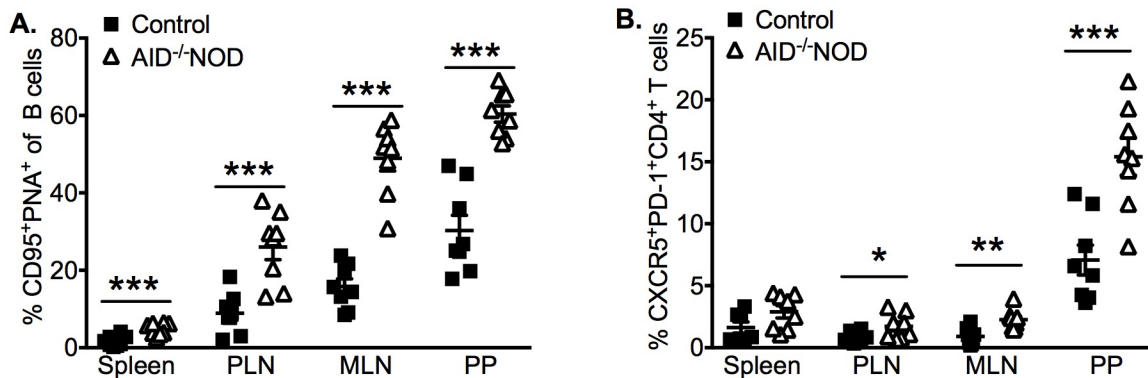 A.
■ Control
△ AID-/-NOD
% CD95+PNA+ of B cells
80
60
40
20
0
***
***
***
***
Spleen
PLN
MLN
PP
B.
■ Control
△ AID-/-NOD
% CXCR5+PD-1+CD4+ T cells
25
20
15
10
5
0
*
**
***
Spleen
PLN
MLN
PP